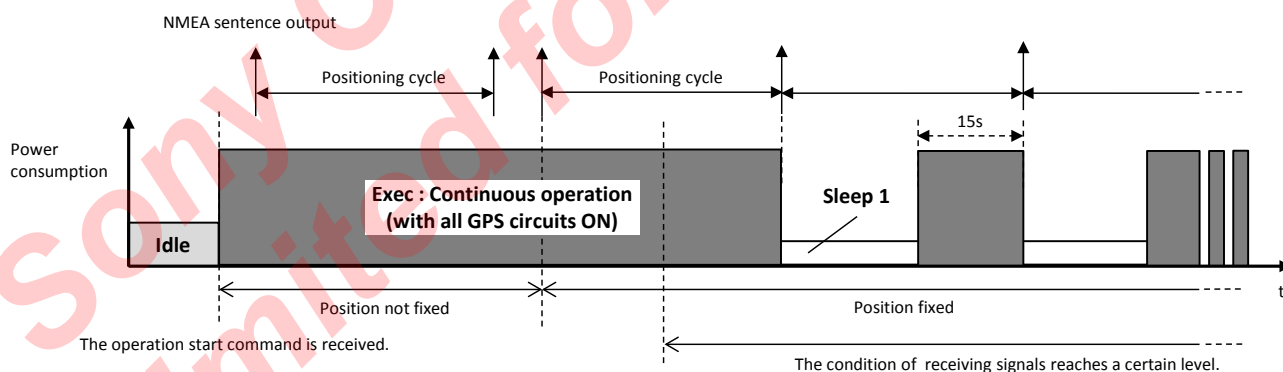 NMEA sentence output
Positioning cycle
Positioning cycle
15s
Power
consumption
Exec : Continuous operation
(with all GPS circuits ON)
Sleep 1
Idle
t
Position not fixed
Position fixed
The operation start command is received.
The condition of receiving signals reaches a certain level.
Sony